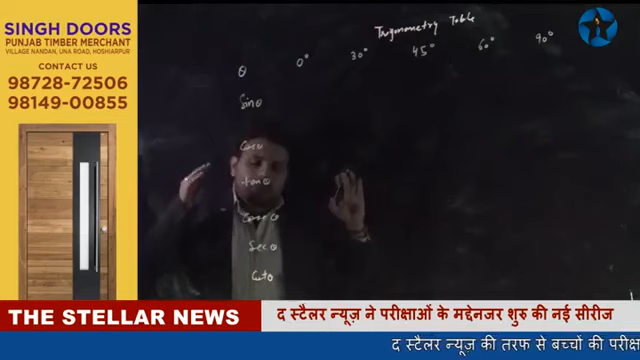 SINGH DOORS
PUNJAB TIMBER MERCHANT
VILLAGE NANDAN, UNA ROAD, HOSHIARPUR
CONTACT US
98728-72506
98149-00855
Trigonometry Table
θ 0° 30° 45° 60° 90°
Sinθ
Cosθ
tanθ
Cosecθ
Secθ
Cotθ
THE STELLAR NEWS
द स्टैलर न्यूज़ ने परीक्षाओं के मद्देनजर शुरु की नई सीरीज
द स्टैलर न्यूज़ की तरफ से बच्चों की परीक्ष